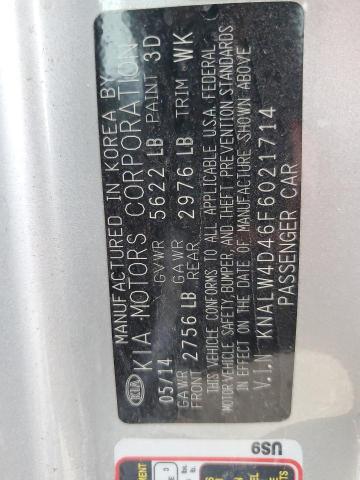 MANUFACTURED IN KOREA BY
KIA KIA MOTORS CORPORATION
05/14 GVWR 5622 LB PAINT 3D
GAWR FRONT 2756 LB GAWR REAR 2976 LB TRIM WK
THIS VEHICLE CONFORMS TO ALL APPLICABLE U.S.A. FEDERAL
MOTOR VEHICLE SAFETY, BUMPER, AND THEFT PREVENTION STANDARDS
IN EFFECT ON THE DATE OF MANUFACTURE SHOWN ABOVE
V.I.N KNALW4D46F6021714
PASSENGER CAR
US9